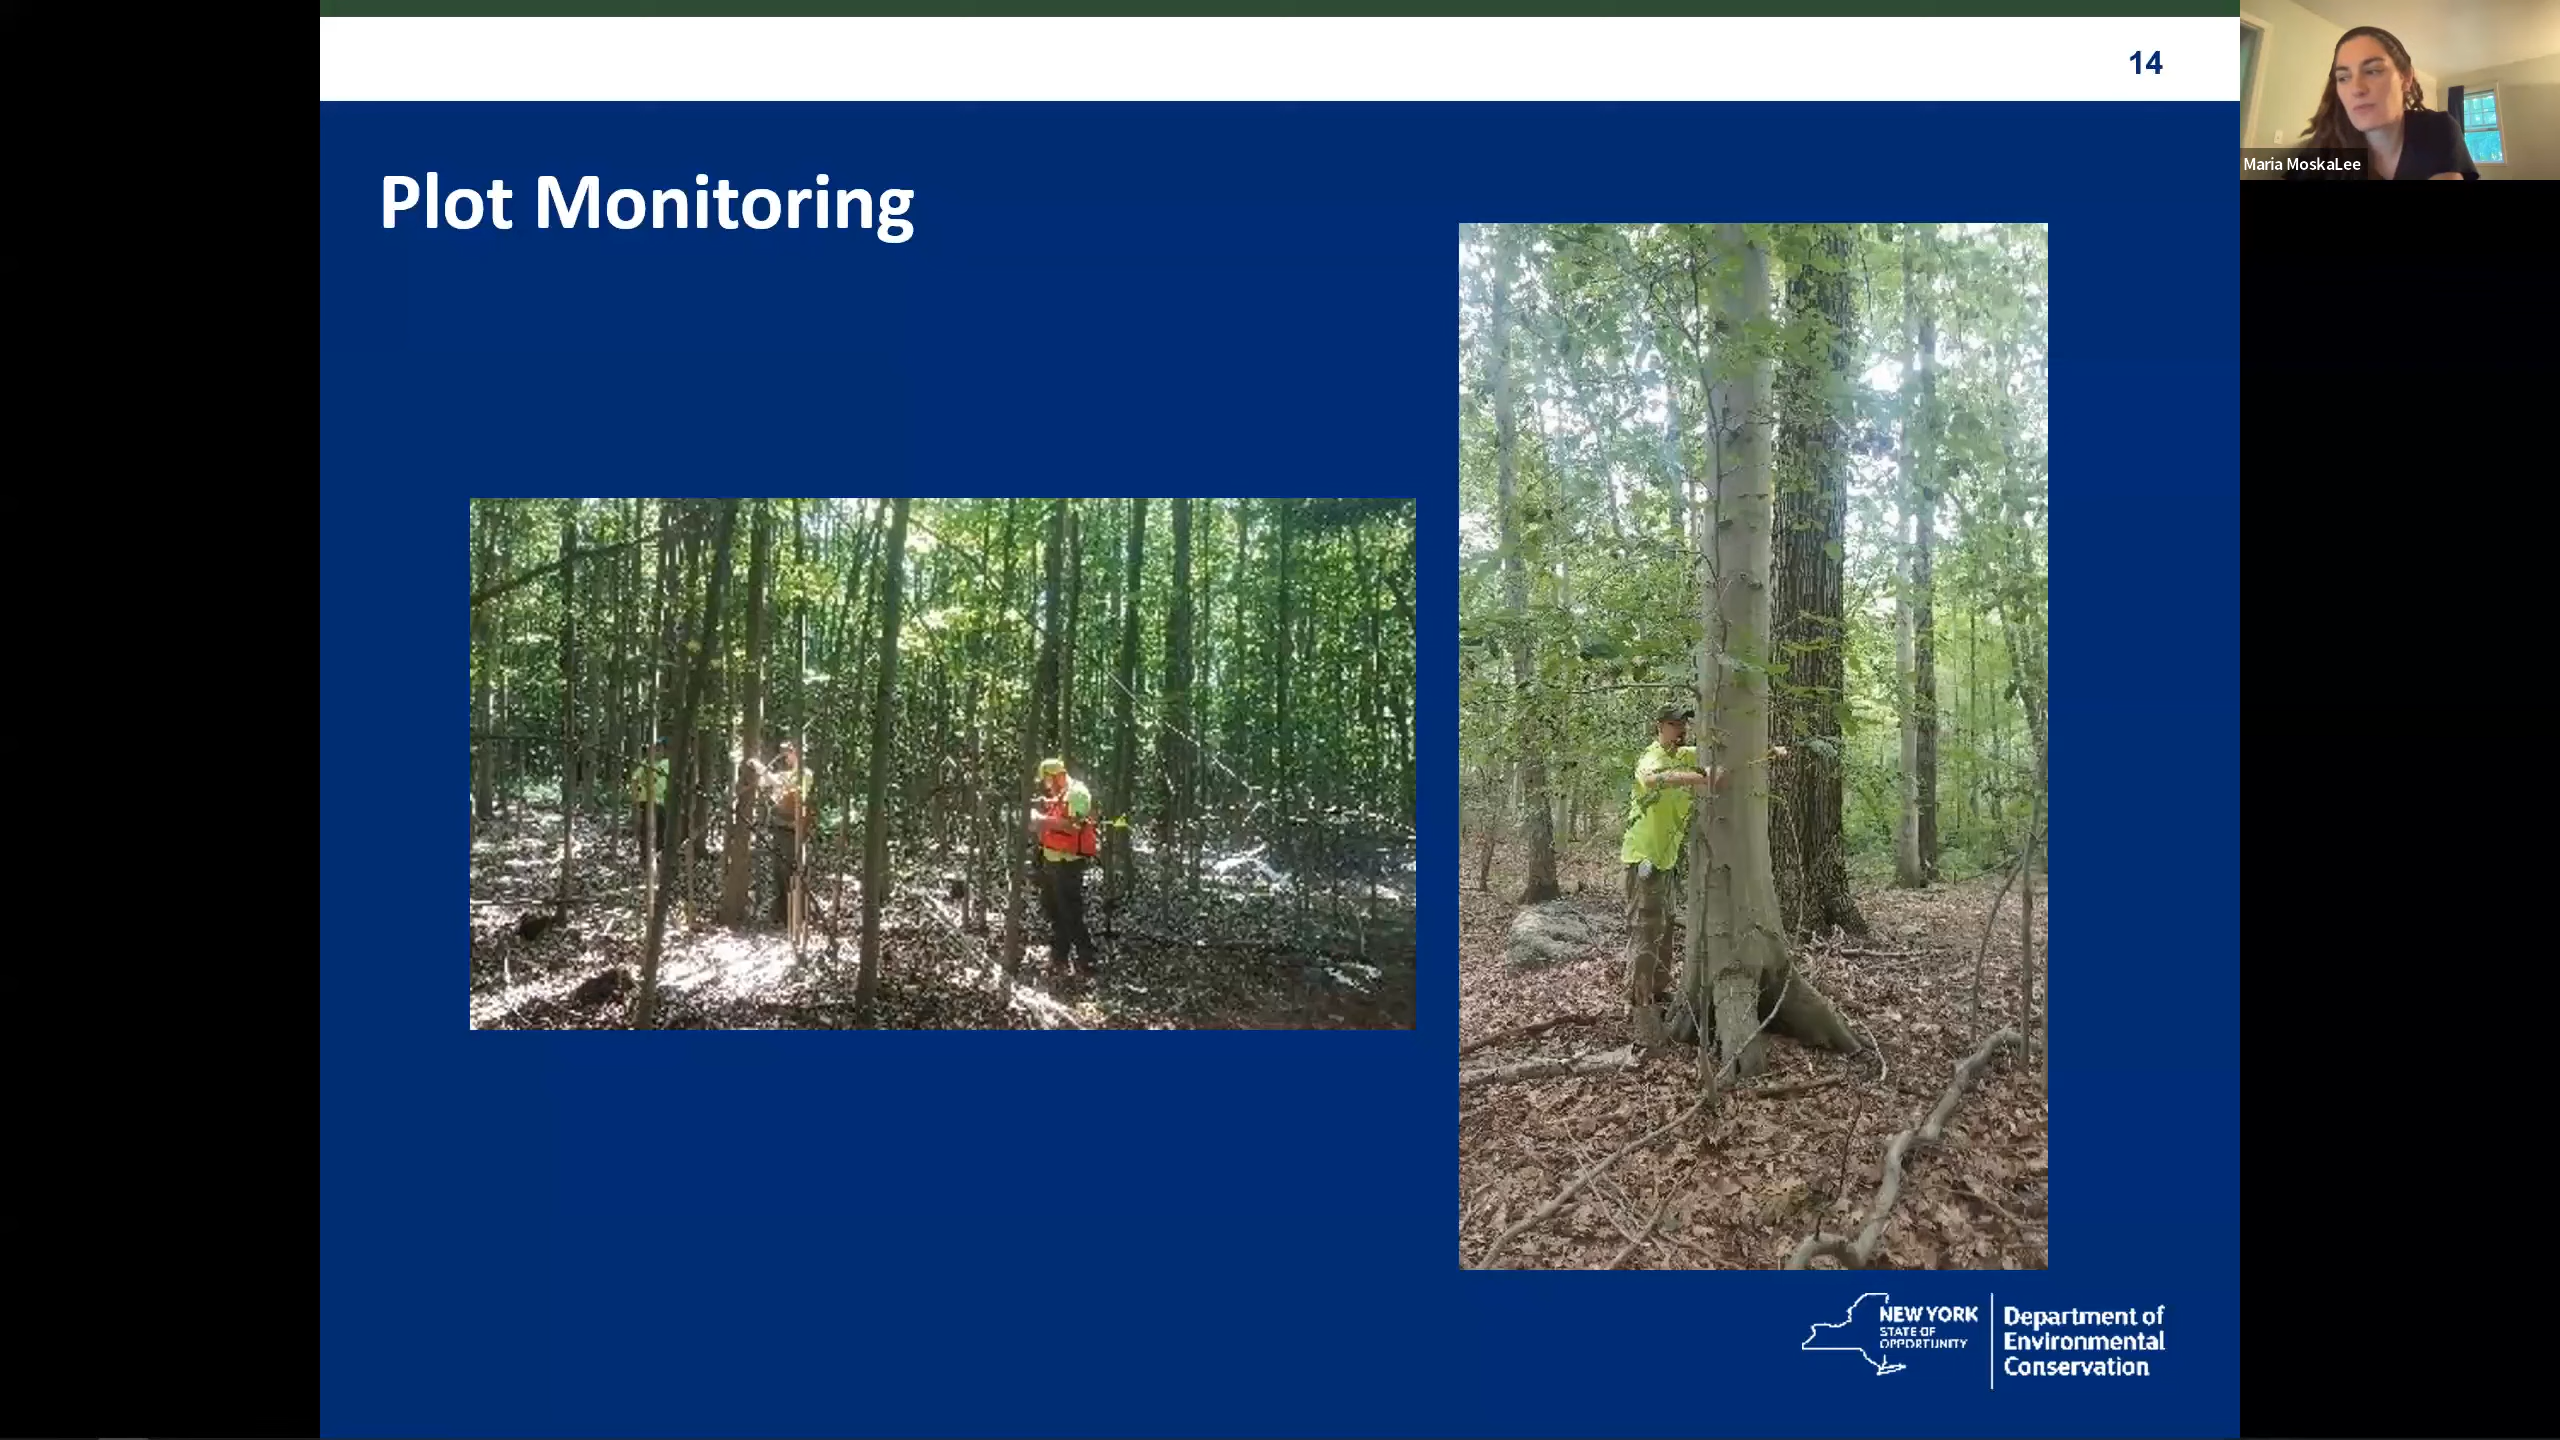 14
Maria MoskaLee
Plot Monitoring
NEW YORK
STATE OF
OPPORTUNITY
Department of
Environmental
Conservation